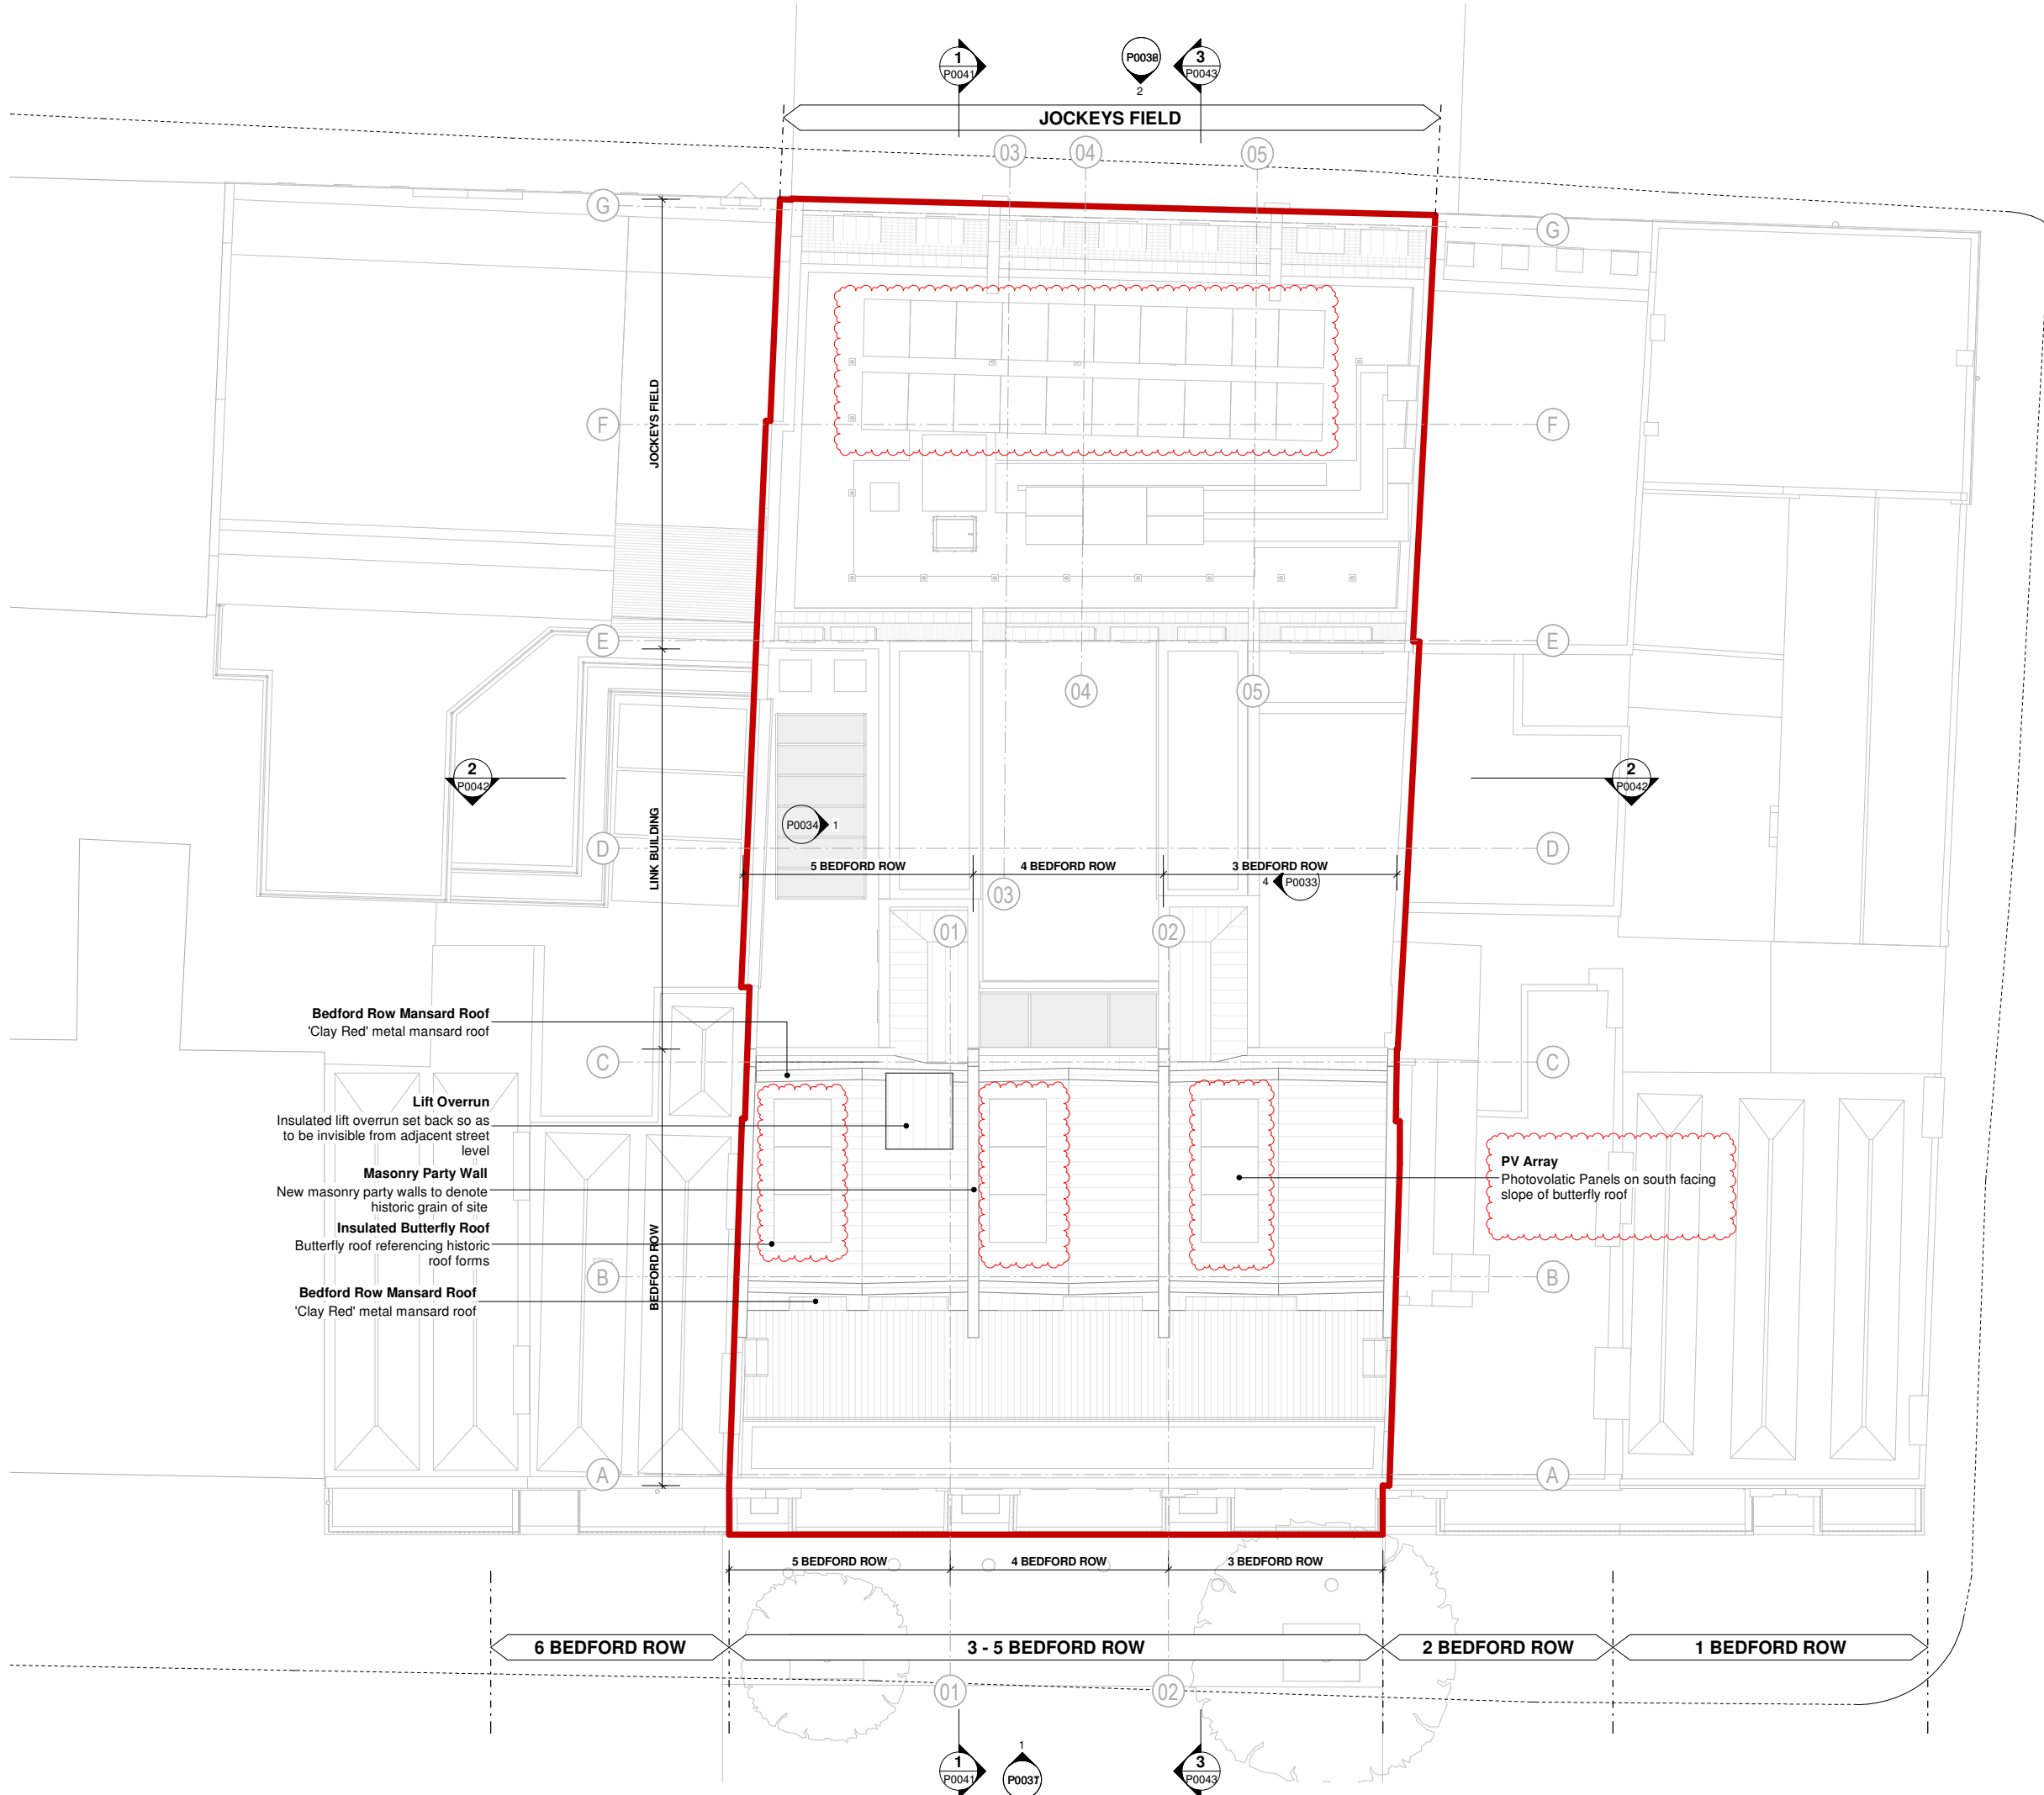 1
P0041
2
3
P0043
JOCKEYS FIELD
03
04
05
G
G
JOCKEYS FIELD
F
F
E
E
04
05
2
P0042
2
P0042
P0034
1
LINK BUILDING
D
D
5 BEDFORD ROW
4 BEDFORD ROW
3 BEDFORD ROW
4
P0033
03
01
02
Bedford Row Mansard Roof
'Clay Red' metal mansard roof
C
C
Lift Overrun
Insulated lift overrun set back so as
to be invisible from adjacent street
level
Masonry Party Wall
New masonry party walls to denote
historic grain of site
PV Array
Photovolatic Panels on south facing
slope of butterfly roof
Insulated Butterfly Roof
Butterfly roof referencing historic
roof forms
BEDFORD ROW
B
B
Bedford Row Mansard Roof
'Clay Red' metal mansard roof
A
A
5 BEDFORD ROW
4 BEDFORD ROW
3 BEDFORD ROW
6 BEDFORD ROW
3 - 5 BEDFORD ROW
2 BEDFORD ROW
1 BEDFORD ROW
01
02
1
P0041
1
3
P0043